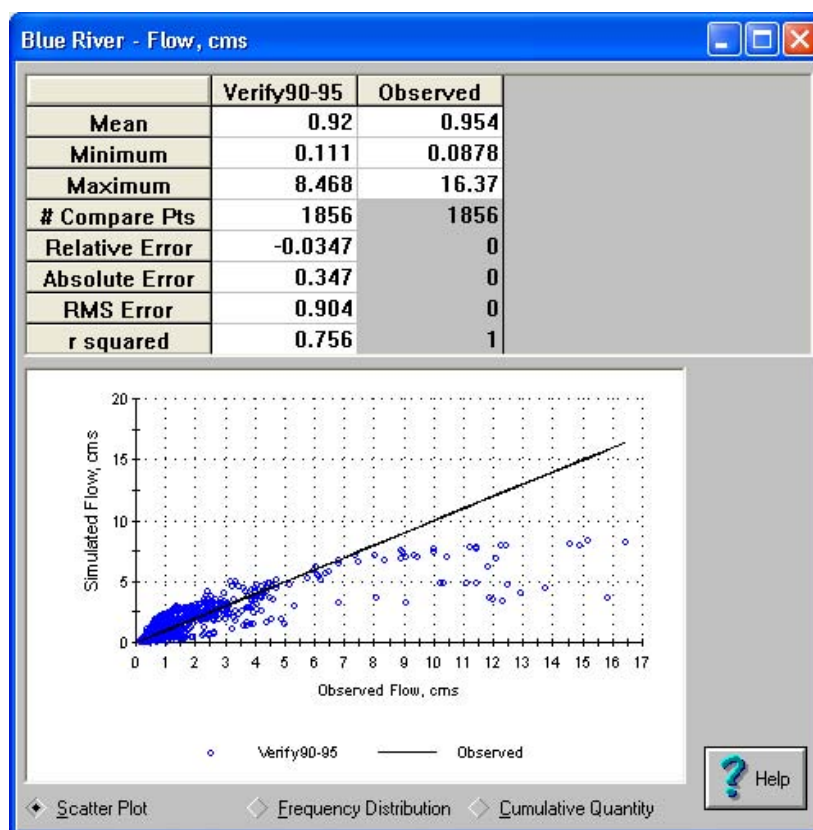 Blue River - Flow, cms
Verify90-95 Observed
Mean 0.92 0.954
Minimum 0.111 0.0878
Maximum 8.468 16.37
# Compare Pts 1856 1856
Relative Error -0.0347 0
Absolute Error 0.347 0
RMS Error 0.904 0
r squared 0.756 1
20
15
10
5
0
Simulated Flow, cms
0 1 2 3 4 5 6 7 8 9 10 11 12 13 14 15 16 17
Observed Flow, cms
Verify90-95 Observed
? Help
Scatter Plot Frequency Distribution Cumulative Quantity